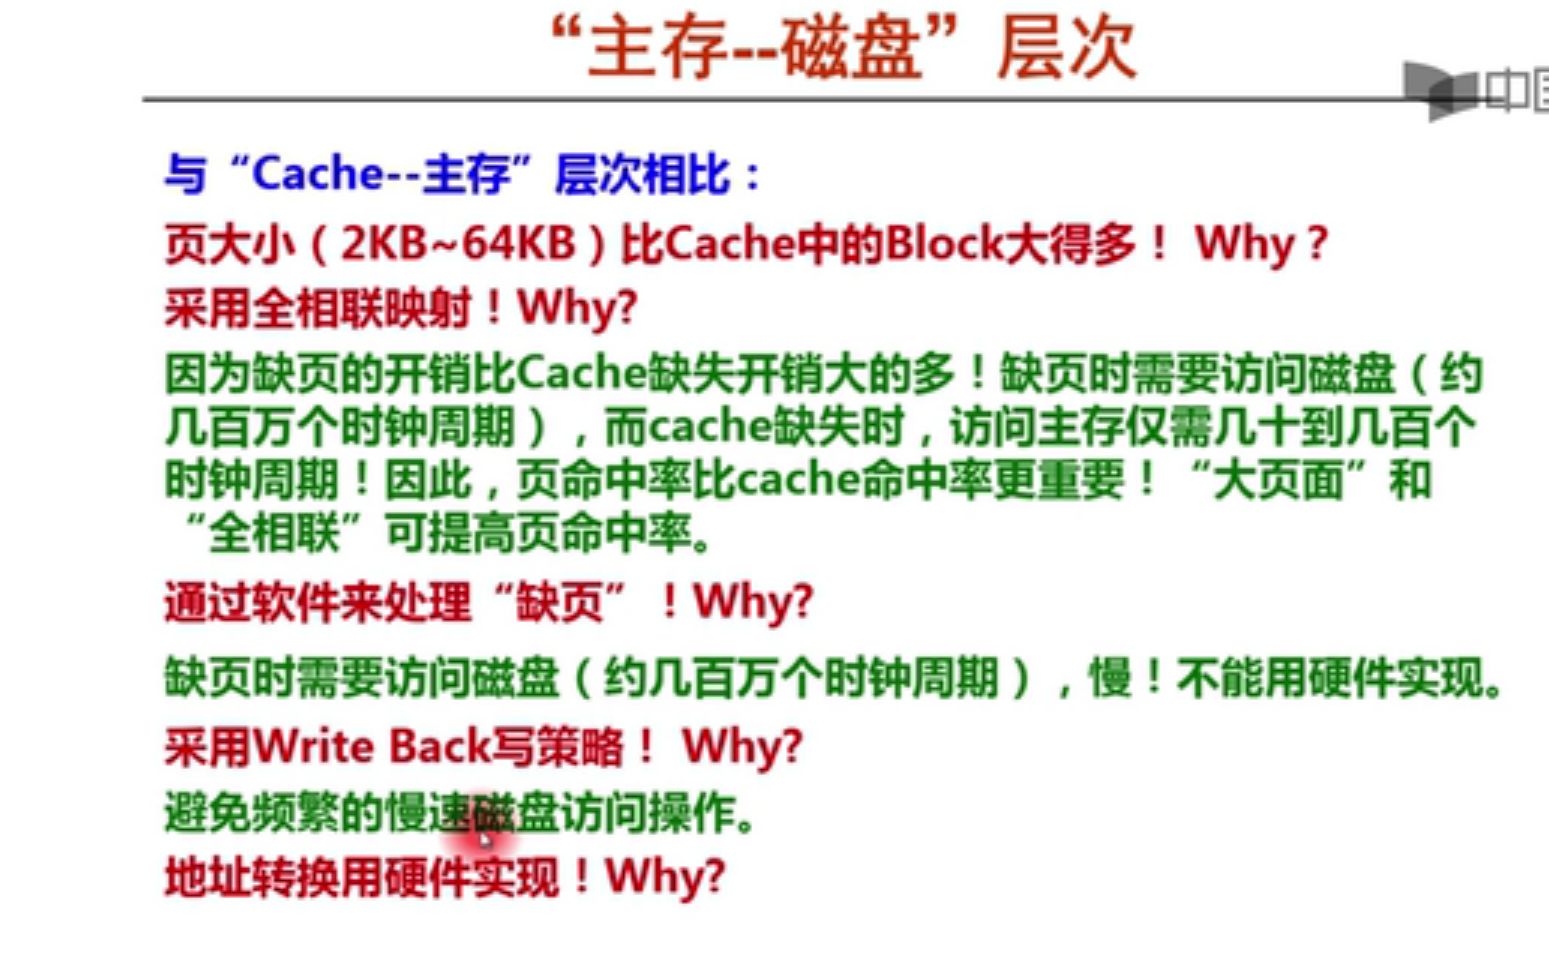 “主存--磁盘”层次
中
与“Cache--主存”层次相比：
页大小（2KB~64KB）比Cache中的Block大得多！ Why？
采用全相联映射！Why?
因为缺页的开销比Cache缺失开销大的多！缺页时需要访问磁盘（约
几百万个时钟周期），而cache缺失时，访问主存仅需几十到几百个
时钟周期！因此，页命中率比cache命中率更重要！“大页面”和
“全相联”可提高页命中率。
通过软件来处理“缺页”！Why?
缺页时需要访问磁盘（约几百万个时钟周期），慢！不能用硬件实现。
采用Write Back写策略！ Why?
避免频繁的慢速磁盘访问操作。
地址转换用硬件实现！Why?